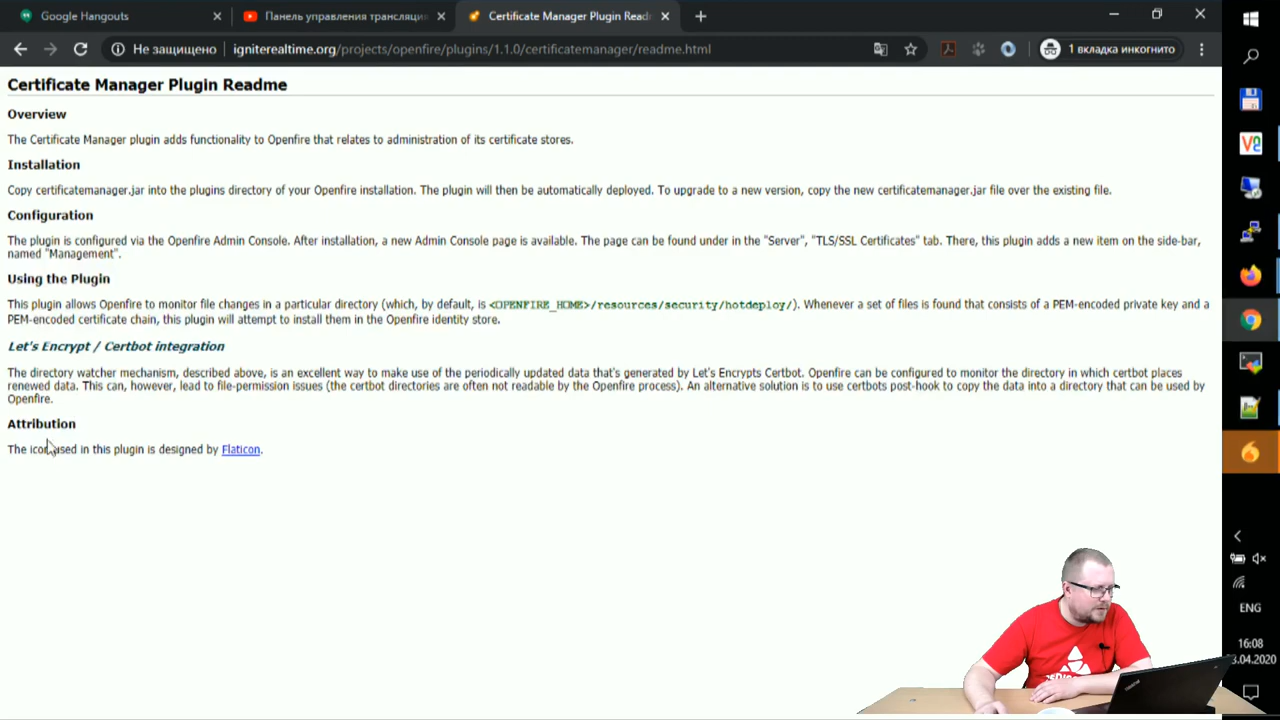 Google Hangouts
Панель управления трансляцие
Certificate Manager Plugin Readm
Не защищено
igniterealtime.org/projects/openfire/plugins/1.1.0/certificatemanager/readme.html
1 вкладка инкогнито
Certificate Manager Plugin Readme
Overview
The Certificate Manager plugin adds functionality to Openfire that relates to administration of its certificate stores.
Installation
Copy certificatemanager.jar into the plugins directory of your Openfire installation. The plugin will then be automatically deployed. To upgrade to a new version, copy the new certificatemanager.jar file over the existing file.
Configuration
The plugin is configured via the Openfire Admin Console. After installation, a new Admin Console page is available. The page can be found under in the "Server", "TLS/SSL Certificates" tab. There, this plugin adds a new item on the side-bar,
named "Management".
Using the Plugin
This plugin allows Openfire to monitor file changes in a particular directory (which, by default, is <OPENFIRE_HOME>/resources/security/hotdeploy/). Whenever a set of files is found that consists of a PEM-encoded private key and a
PEM-encoded certificate chain, this plugin will attempt to install them in the Openfire identity store.
Let's Encrypt / Certbot integration
The directory watcher mechanism, described above, is an excellent way to make use of the periodically updated data that's generated by Let's Encrypts Certbot. Openfire can be configured to monitor the directory in which certbot places
renewed data. This can, however, lead to file-permission issues (the certbot directories are often not readable by the Openfire process). An alternative solution is to use certbots post-hook to copy the data into a directory that can be used by
Openfire.
Attribution
The icon used in this plugin is designed by Flaticon.
ENG
16:08
3.04.2020